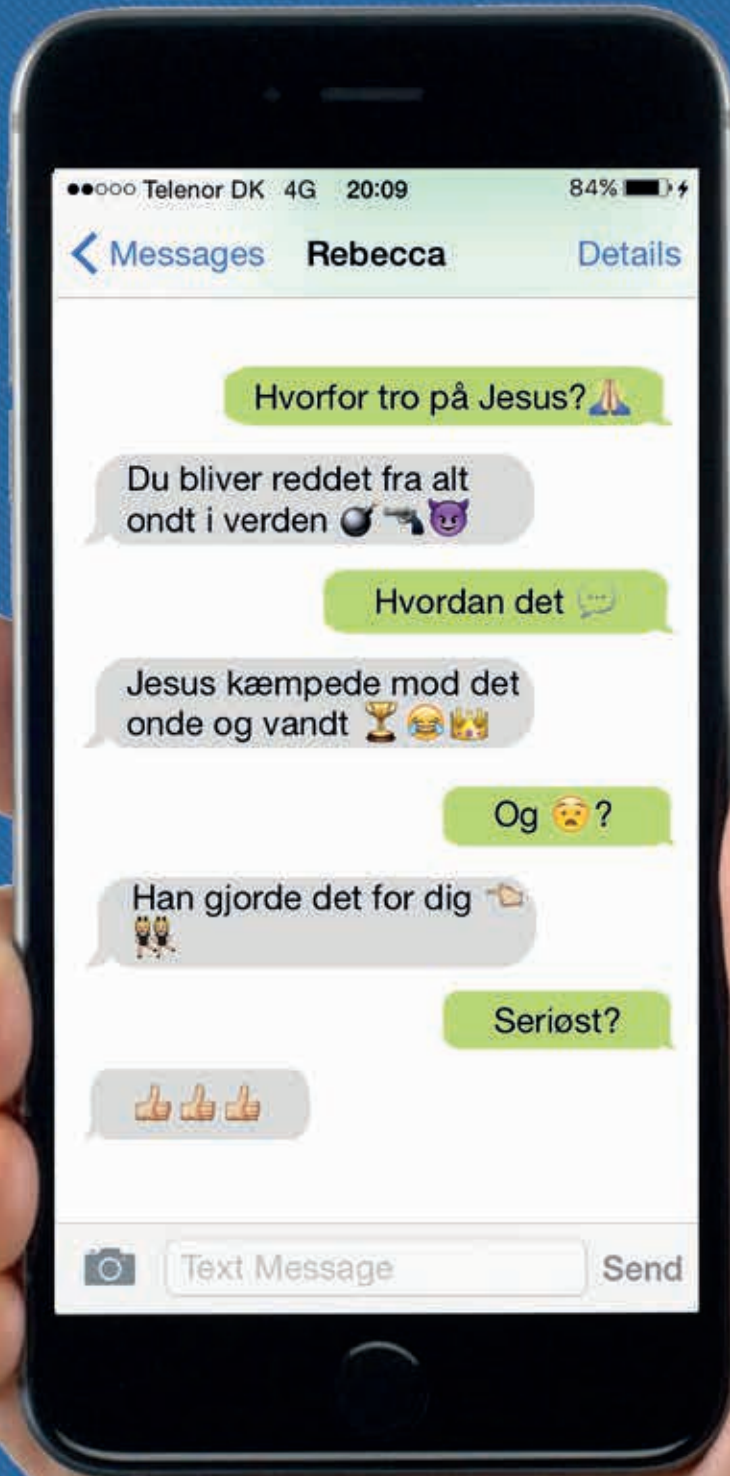 ●●○○○ Telenor DK 4G 20:09 84%
Messages Rebecca Details
Hvorfor tro på Jesus?🙏
Du bliver reddet fra alt
ondt i verden 💣🔫😈
Hvordan det 💬
Jesus kæmpede mod det
onde og vandt 🏆😂👑
Og 😧?
Han gjorde det for dig 👈
👯
Seriøst?
👍👍👍
Text Message Send